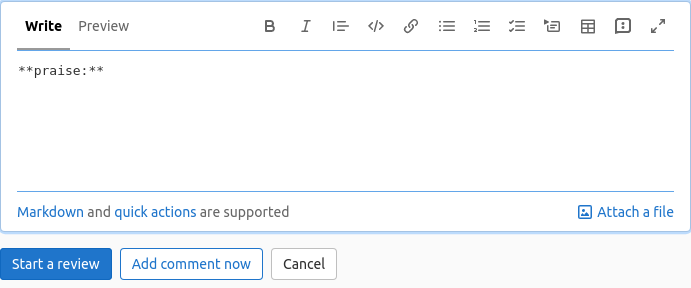 Write Preview
**praise:**
Markdown and quick actions are supported Attach a file
Start a review Add comment now Cancel